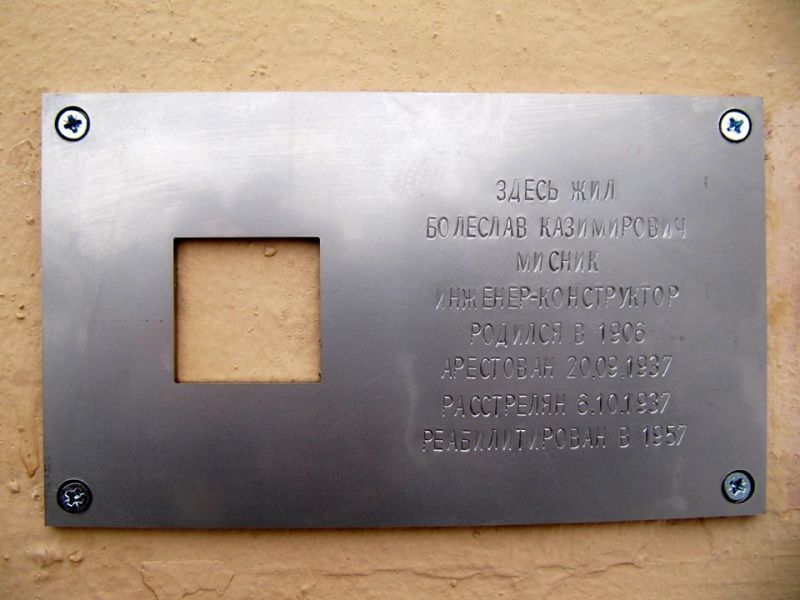 ЗДЕСЬ ЖИЛ
БОЛЕСЛАВ КАЗИМИРОВИЧ
МИСНИК
ИНЖЕНЕР-КОНСТРУКТОР
РОДИЛСЯ В 1906
АРЕСТОВАН 20.09.1937
РАССТРЕЛЯН 6.10.1937
РЕАБИЛИТИРОВАН В 1957